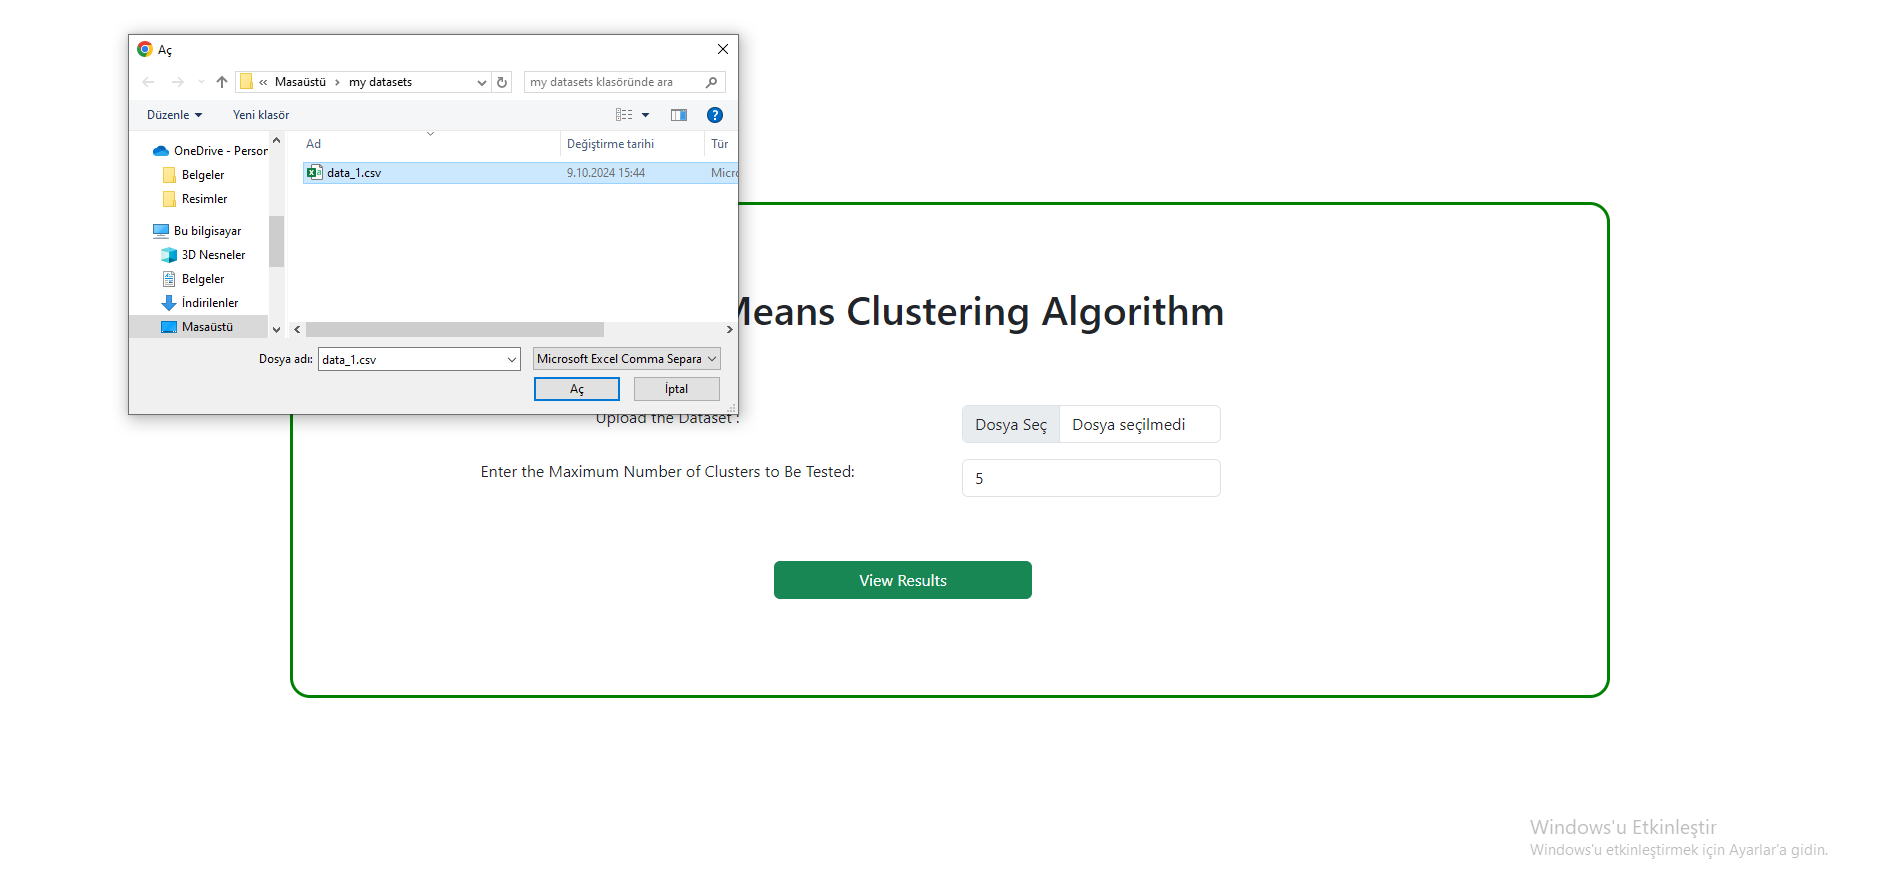 Aç
« Masaüstü › my datasets
my datasets klasöründe ara
Düzenle
Yeni klasör
?
OneDrive - Person
Belgeler
Resimler
Bu bilgisayar
3D Nesneler
Belgeler
İndirilenler
Masaüstü
Ad
Değiştirme tarihi
Tür
data_1.csv
9.10.2024 15:44
Micro
Dosya adı:
data_1.csv
Microsoft Excel Comma Separa
Aç
İptal
Means Clustering Algorithm
Upload the Dataset :
Dosya Seç
Dosya seçilmedi
Enter the Maximum Number of Clusters to Be Tested:
5
View Results
Windows'u Etkinleştir
Windows'u etkinleştirmek için Ayarlar'a gidin.